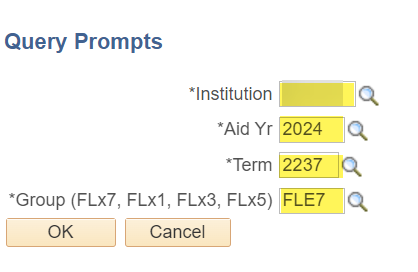 Query Prompts
*Institution
*Aid Yr 2024
*Term 2237
*Group (FLx7, FLx1, FLx3, FLx5) FLE7
OK Cancel